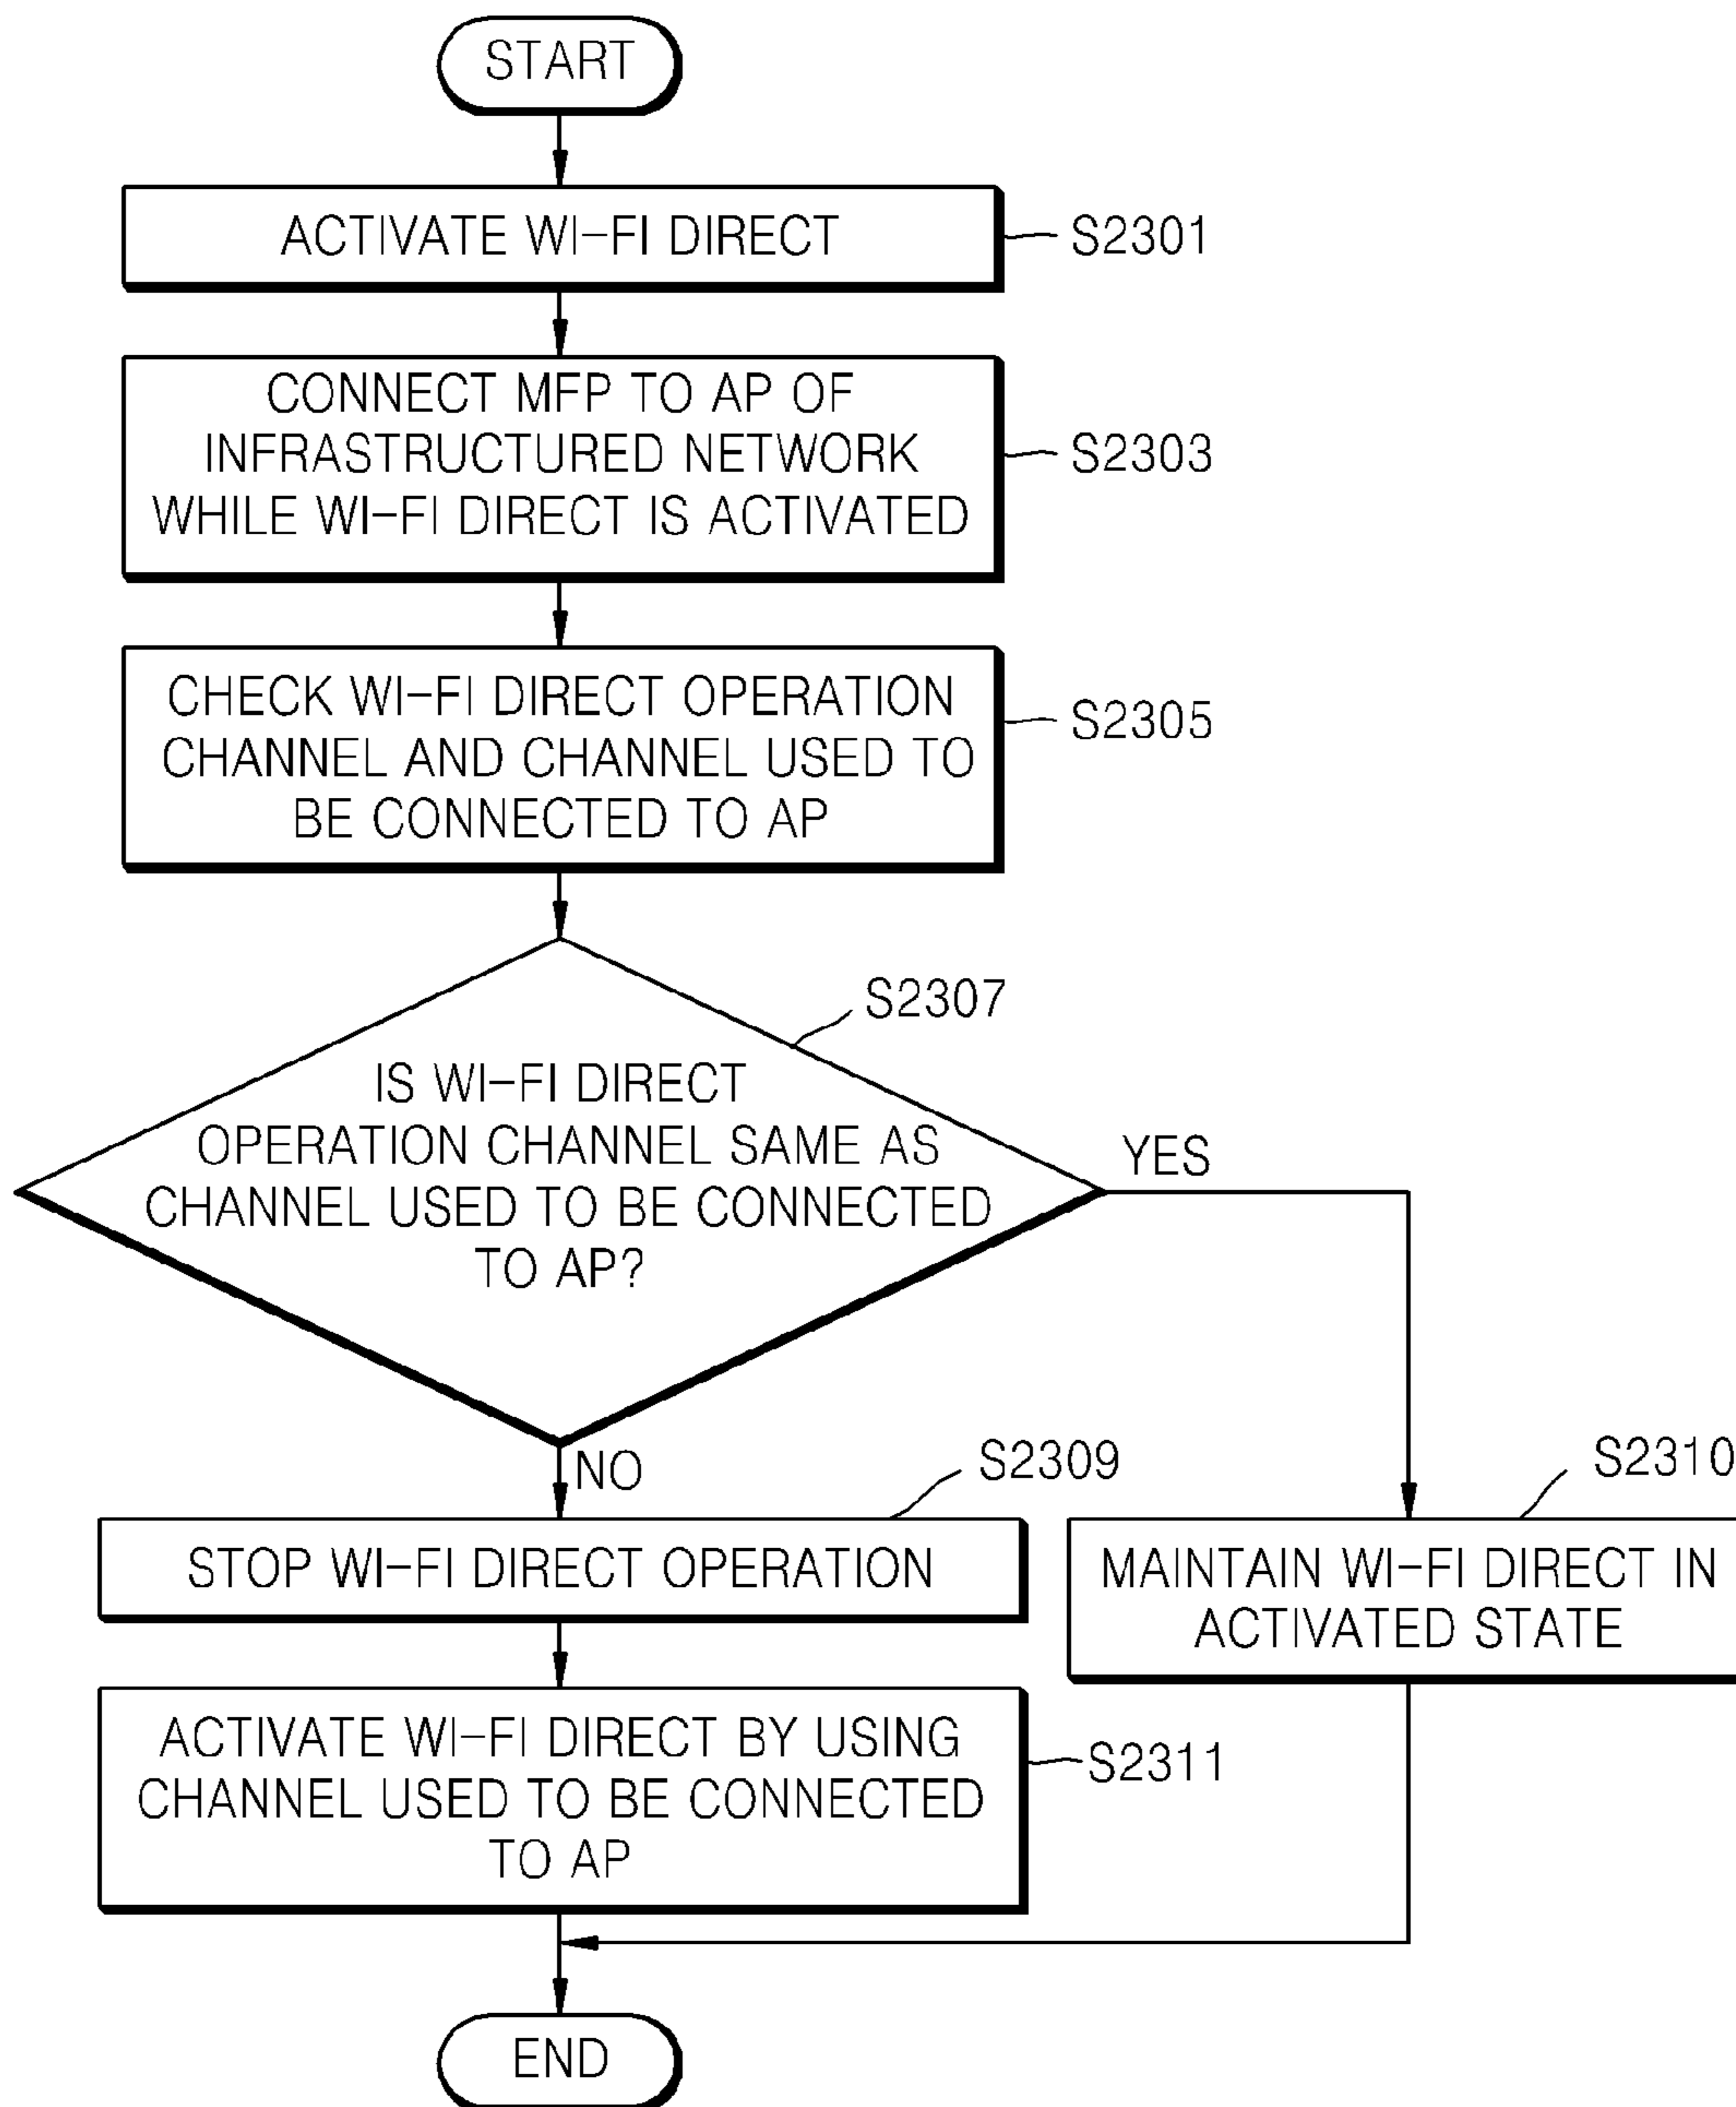 START
ACTIVATE WI-FI DIRECT
S2301
CONNECT MFP TO AP OF
INFRASTRUCTURED NETWORK
WHILE WI-FI DIRECT IS ACTIVATED
S2303
CHECK WI-FI DIRECT OPERATION
CHANNEL AND CHANNEL USED TO
BE CONNECTED TO AP
S2305
S2307
IS WI-FI DIRECT
OPERATION CHANNEL SAME AS
CHANNEL USED TO BE CONNECTED
TO AP?
YES
NO
S2309
STOP WI-FI DIRECT OPERATION
S2310
MAINTAIN WI-FI DIRECT IN
ACTIVATED STATE
ACTIVATE WI-FI DIRECT BY USING
CHANNEL USED TO BE CONNECTED
TO AP
S2311
END